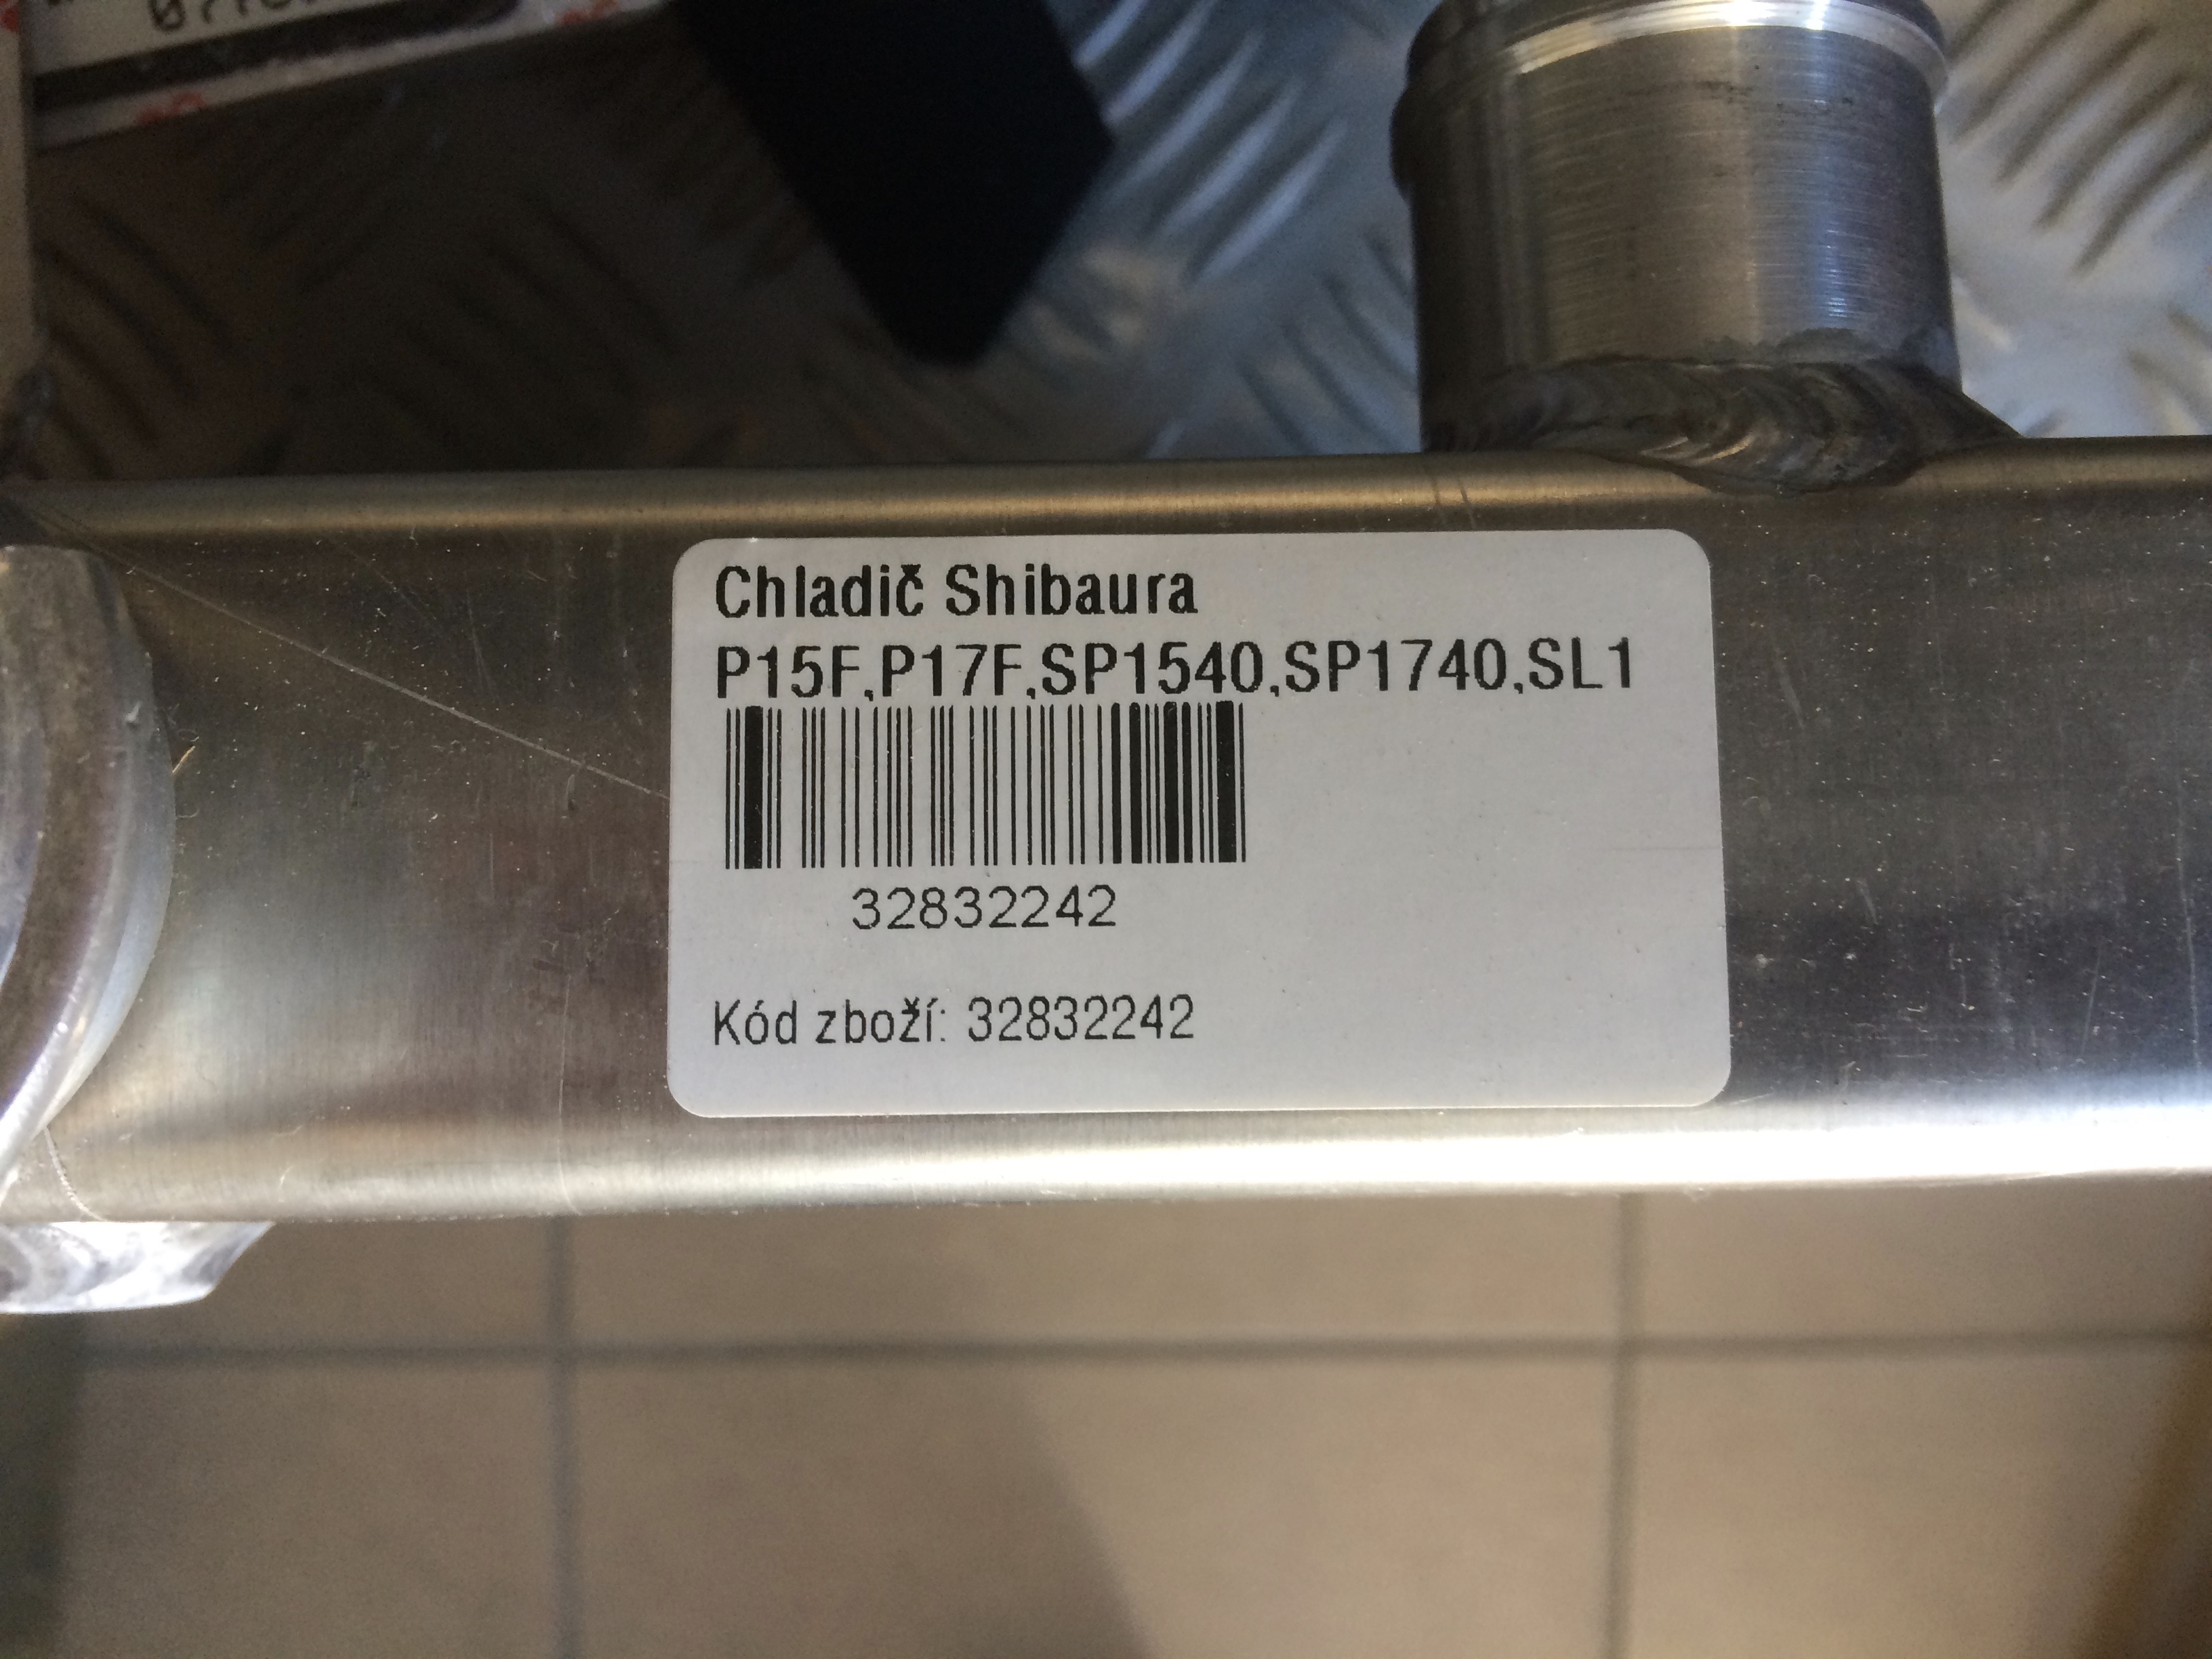 Chladič Shibaura
P15F,P17F,SP1540,SP1740,SL1
32832242
Kód zboží: 32832242